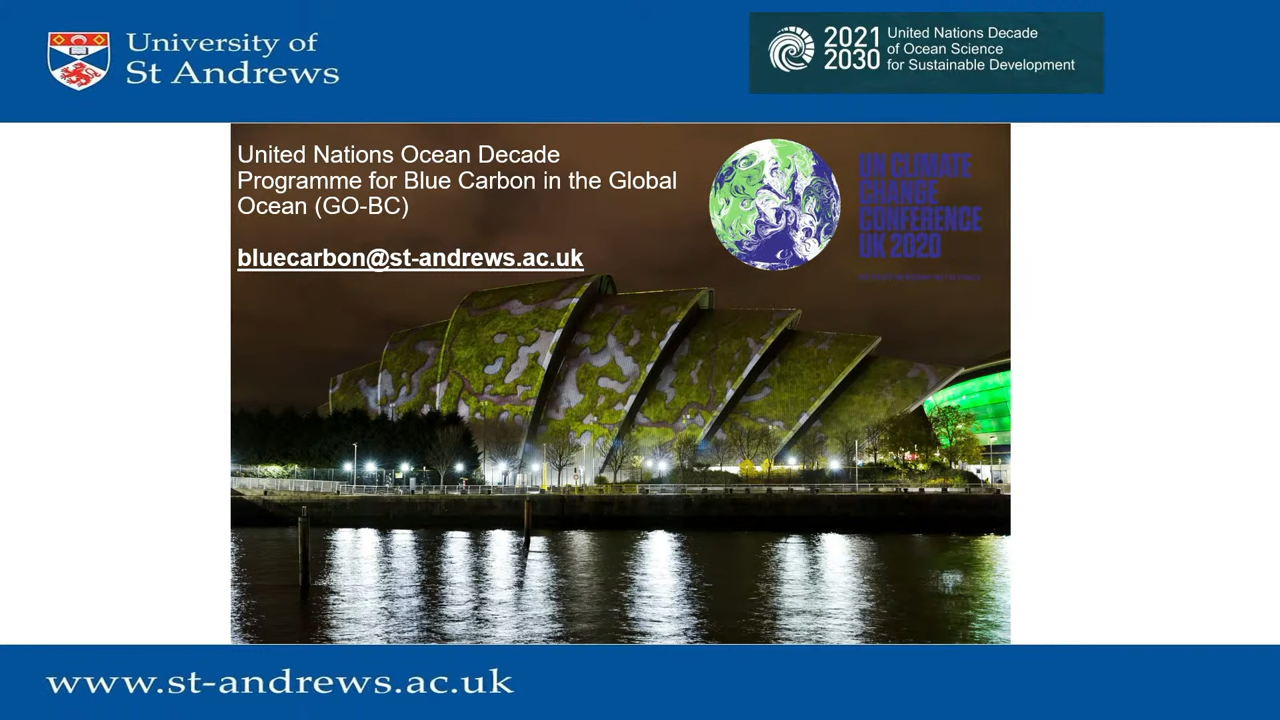 University of
St Andrews
2021
2030
United Nations Decade
of Ocean Science
for Sustainable Development
United Nations Ocean Decade
Programme for Blue Carbon in the Global
Ocean (GO-BC)
bluecarbon@st-andrews.ac.uk
UN CLIMATE
CHANGE
CONFERENCE
UK 2020
www.st-andrews.ac.uk